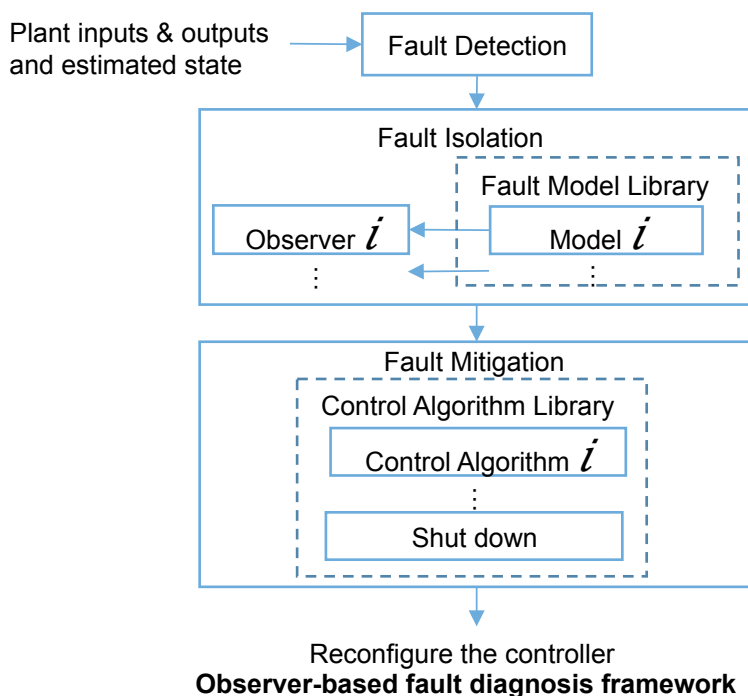 Plant inputs & outputs
and estimated state
Fault Detection
Fault Isolation
Fault Model Library
Observer i
Model i
⋮
⋮
Fault Mitigation
Control Algorithm Library
Control Algorithm i
⋮
Shut down
Reconfigure the controller
Observer-based fault diagnosis framework